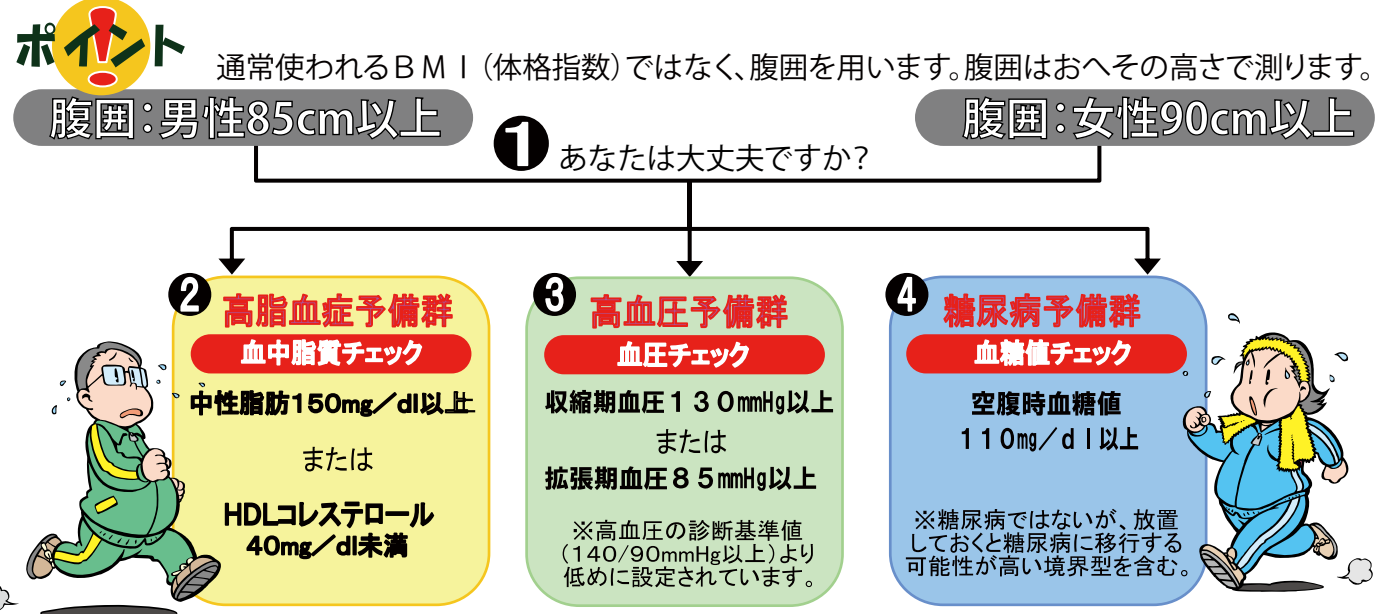 ポイント
通常使われるＢＭＩ（体格指数）ではなく、腹囲を用います。腹囲はおへその高さで測ります。
腹囲：男性85cm以上
腹囲：女性90cm以上
❶ あなたは大丈夫ですか？
❷ 高脂血症予備群
血中脂質チェック
中性脂肪150mg／dl以上
または
HDLコレステロール
40mg／dl未満
❸ 高血圧予備群
血圧チェック
収縮期血圧１３０mmHg以上
または
拡張期血圧８５mmHg以上
※高血圧の診断基準値
（140/90mmHg以上）より
低めに設定されています。
❹ 糖尿病予備群
血糖値チェック
空腹時血糖値
１１０mg／ｄｌ以上
※糖尿病ではないが、放置
しておくと糖尿病に移行する
可能性が高い境界型を含む。